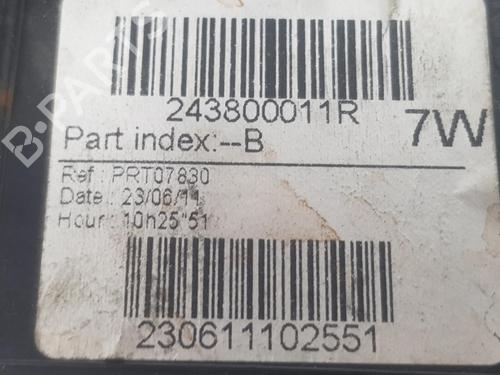 243800011R
7W
Part index:--B
Ref : PRT07830
Date : 23/06/11
Hour : 10h25"51
230611102551
B-PARTS